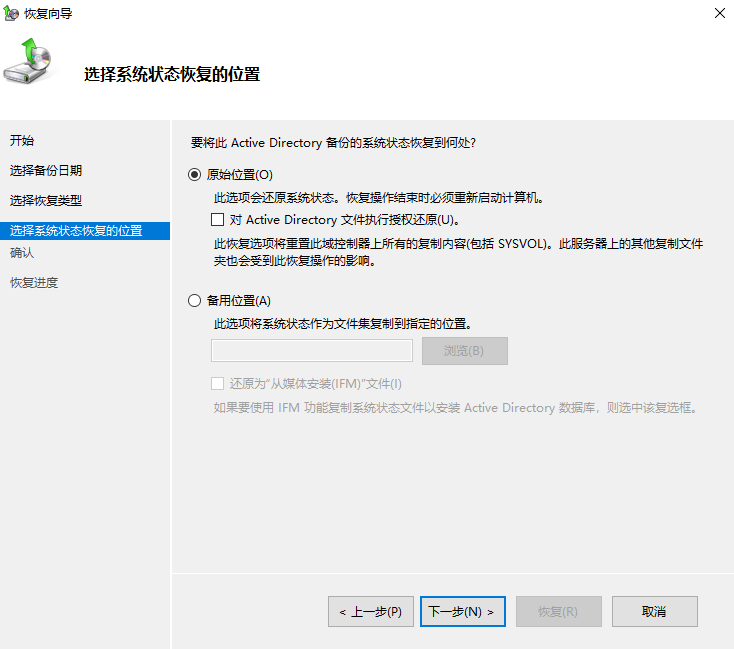 恢复向导
选择系统状态恢复的位置
开始
选择备份日期
选择恢复类型
选择系统状态恢复的位置
确认
恢复进度
要将此 Active Directory 备份的系统状态恢复到何处?
原始位置(O)
此选项会还原系统状态。恢复操作结束时必须重新启动计算机。
对 Active Directory 文件执行授权还原(U)。
此恢复选项将重置此域控制器上所有的复制内容(包括 SYSVOL)。此服务器上的其他复制文件
夹也会受到此恢复操作的影响。
备用位置(A)
此选项将系统状态作为文件集复制到指定的位置。
浏览(B)
还原为“从媒体安装(IFM)”文件(I)
如果要使用 IFM 功能复制系统状态文件以安装 Active Directory 数据库，则选中该复选框。
< 上一步(P)
下一步(N) >
恢复(R)
取消